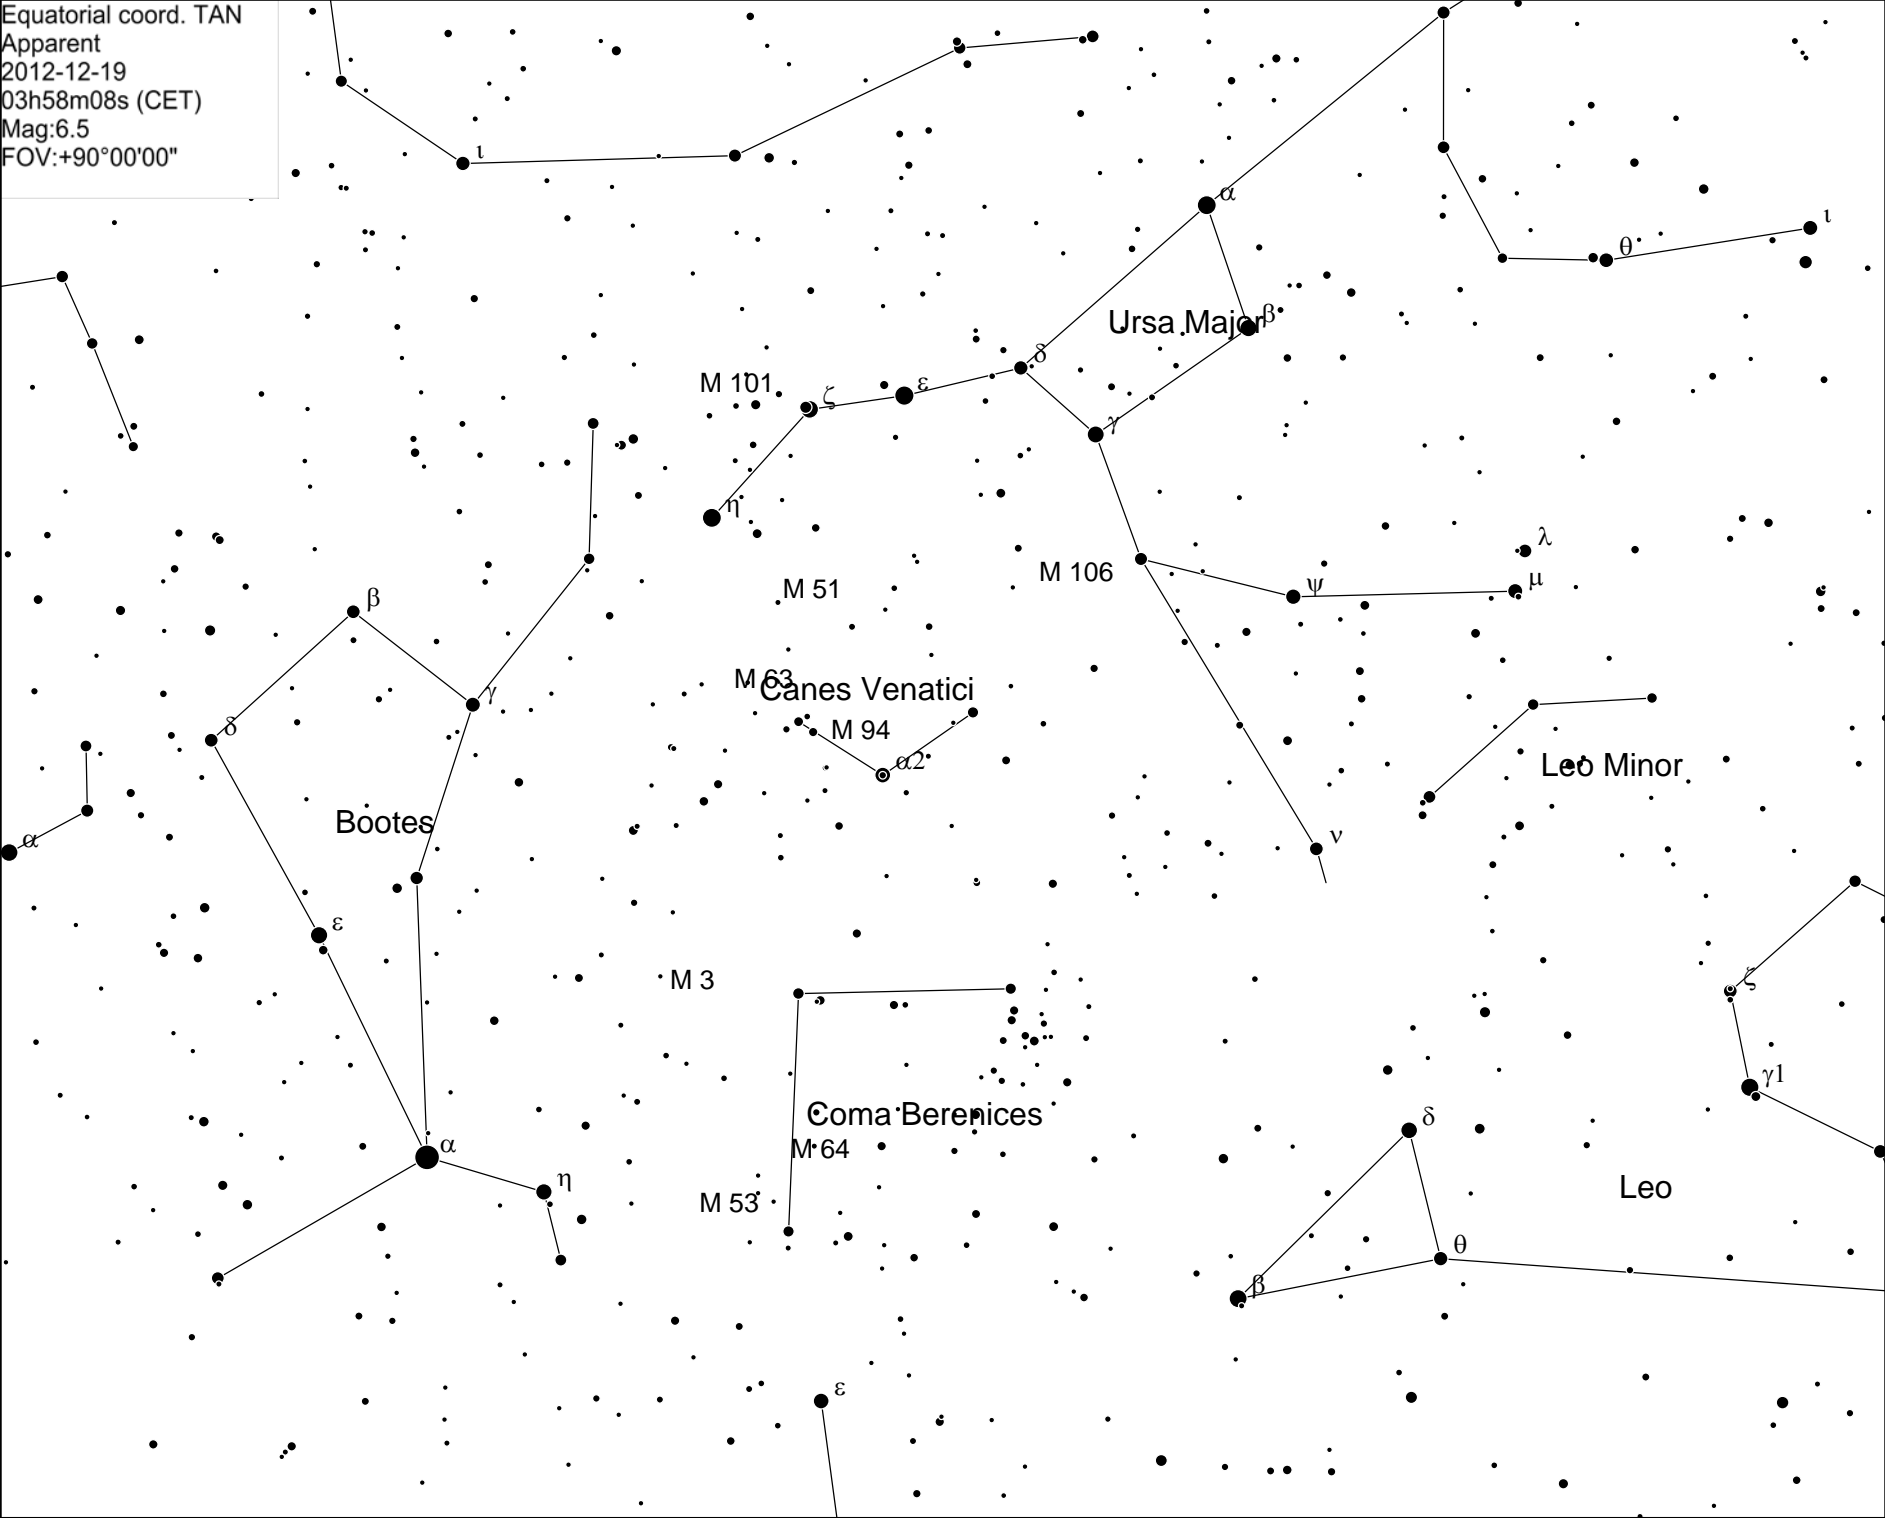 Equatorial coord. TAN
Apparent
2012-12-19
03h58m08s (CET)
Mag:6.5
FOV:+90°00'00"
ι
α
ι
θ
Ursa Major
β
δ
M 101
ζ
ε
γ
η
λ
M 106
μ
ψ
M 51
β
M 63
Canes Venatici
γ
δ
M 94
α2
Leo Minor
Bootes
α
ν
ε
M 3
ζ
γ1
Coma Berenices
δ
α
M 64
η
Leo
M 53
θ
β
ε